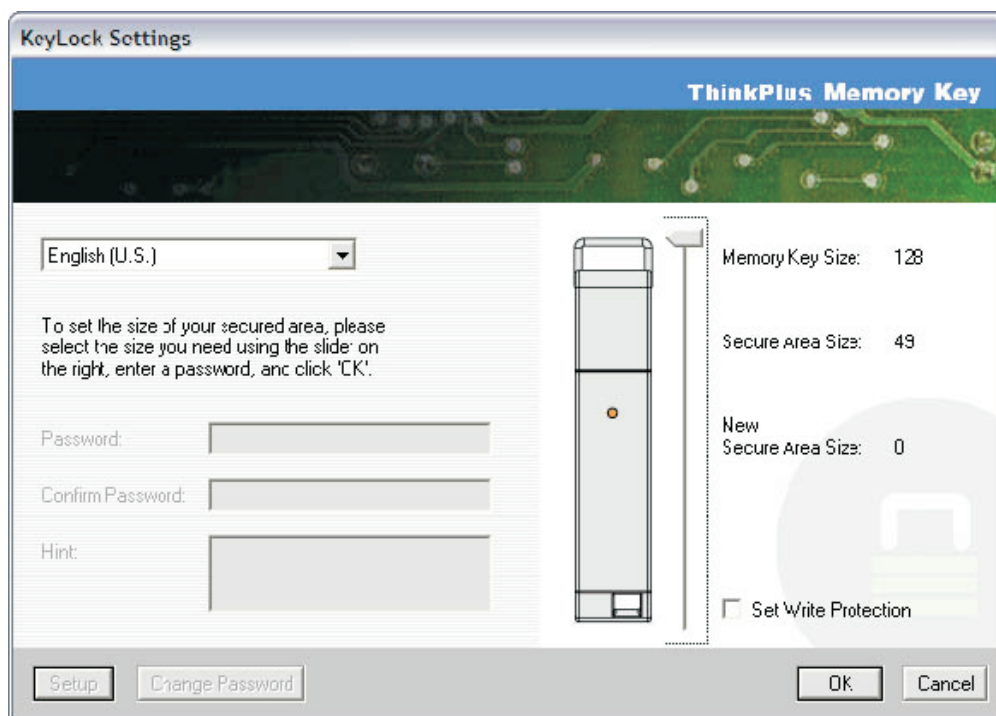 KeyLock Settings
ThinkPlus Memory Key
English (U.S.)
To set the size of your secured area, please
select the size you need using the slider on
the right, enter a password, and click 'OK'.
Password:
Confirm Password:
Hint:
Memory Key Size: 128
Secure Area Size: 49
New
Secure Area Size: 0
Set Write Protection
Setup
Change Password
OK
Cancel